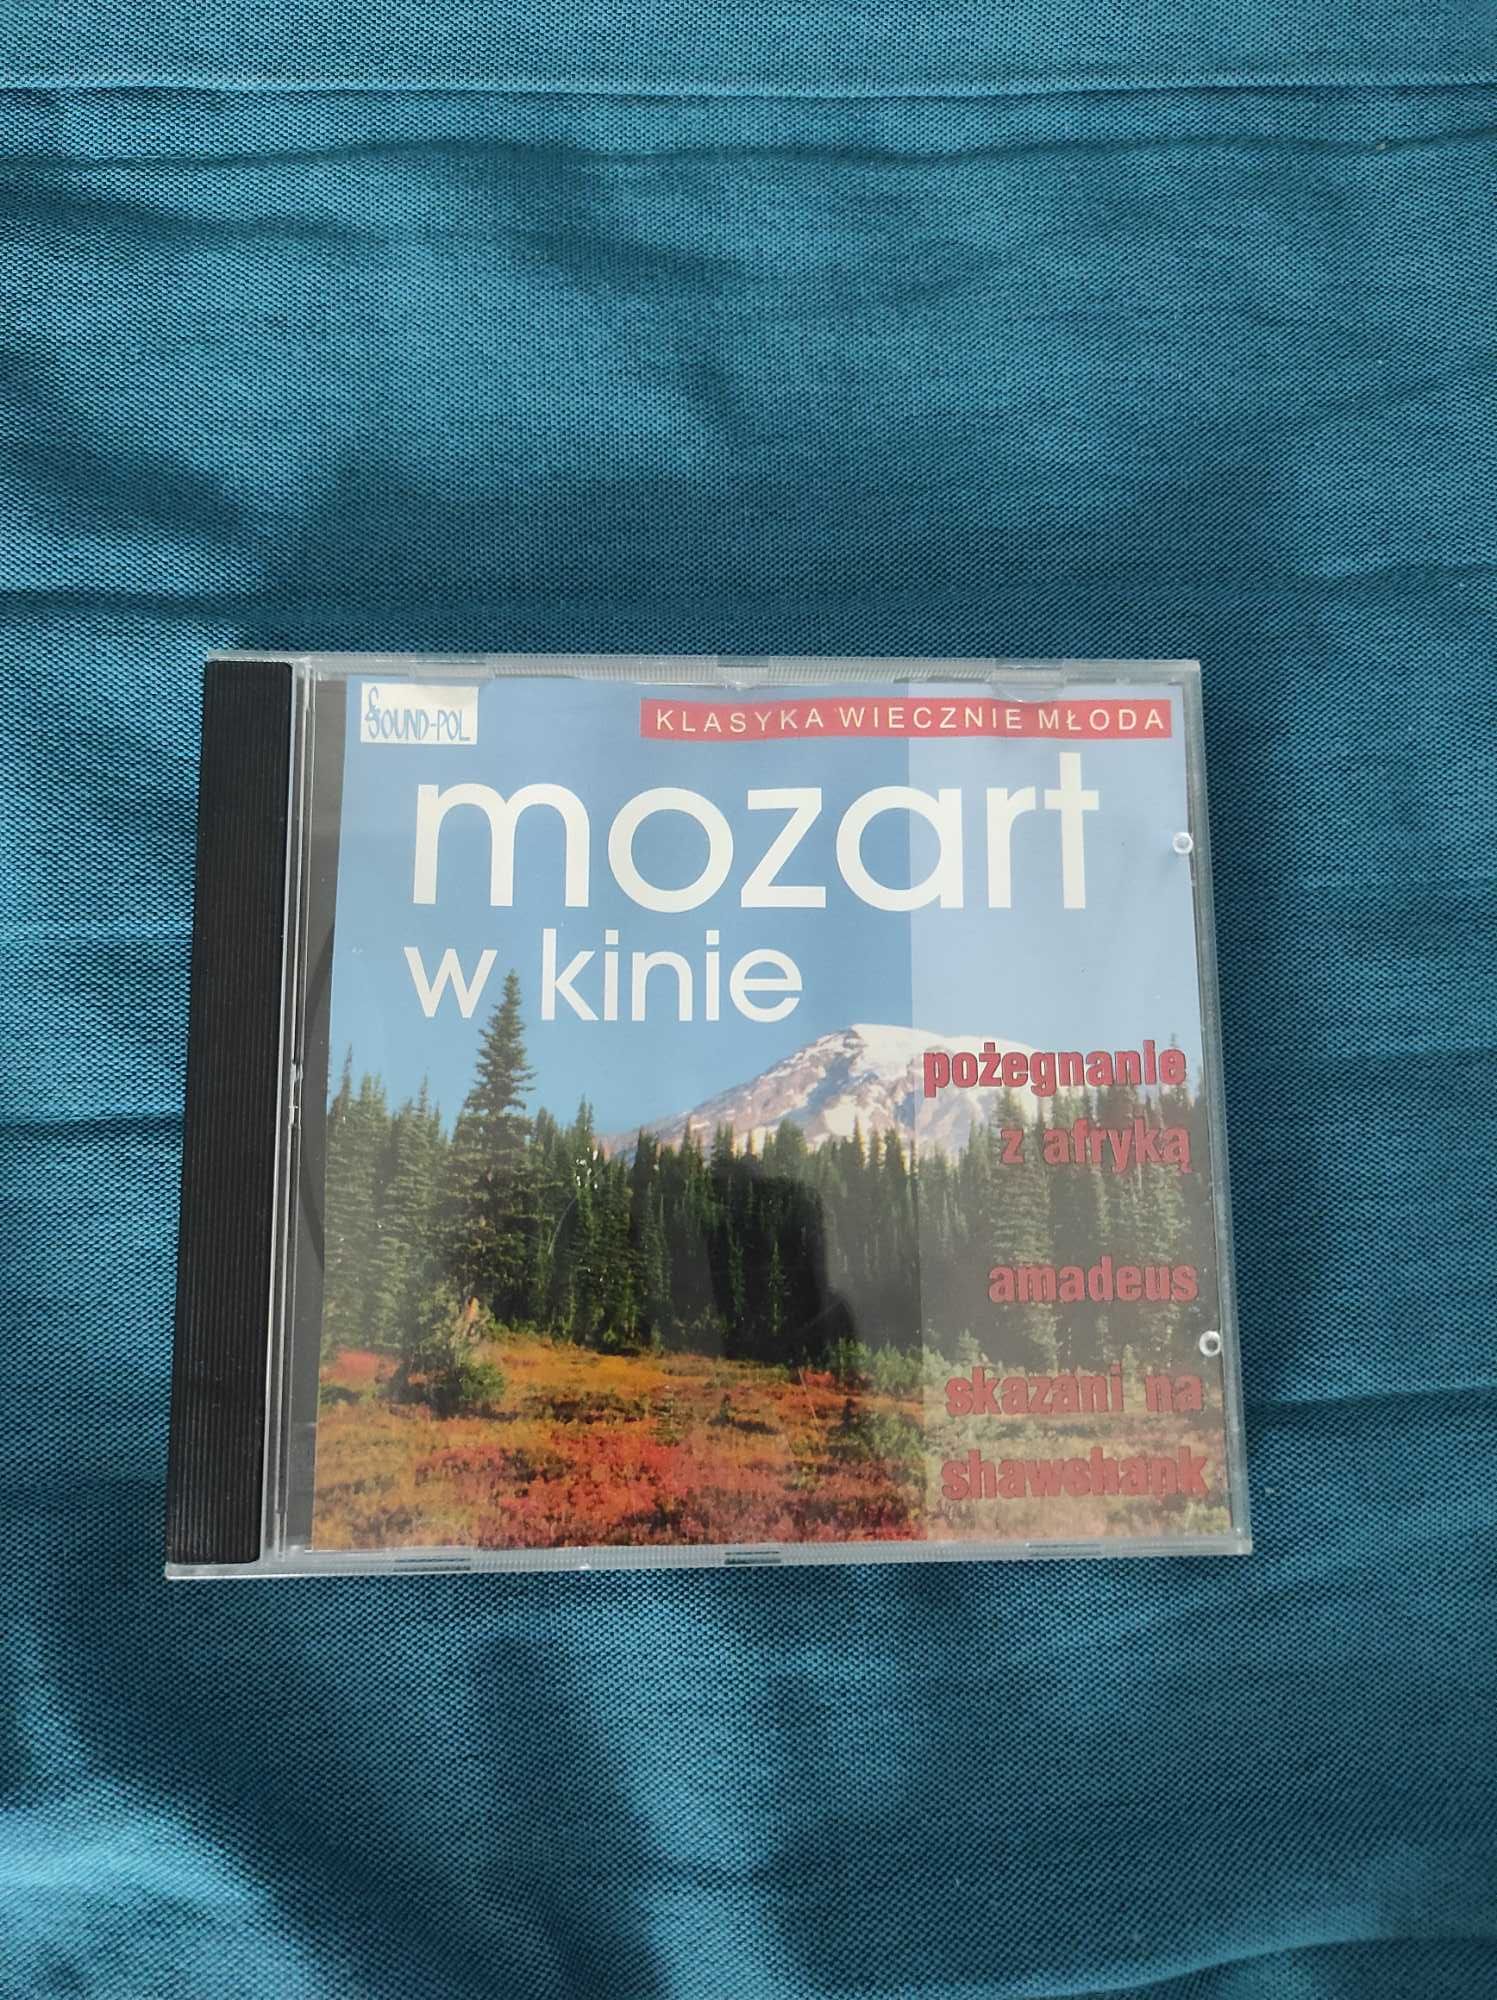 SOUND-POL
KLASYKA WIECZNIE MŁODA
mozart
w kinie
pożegnanie
z afryką
amadeus
skazani na
shawshank